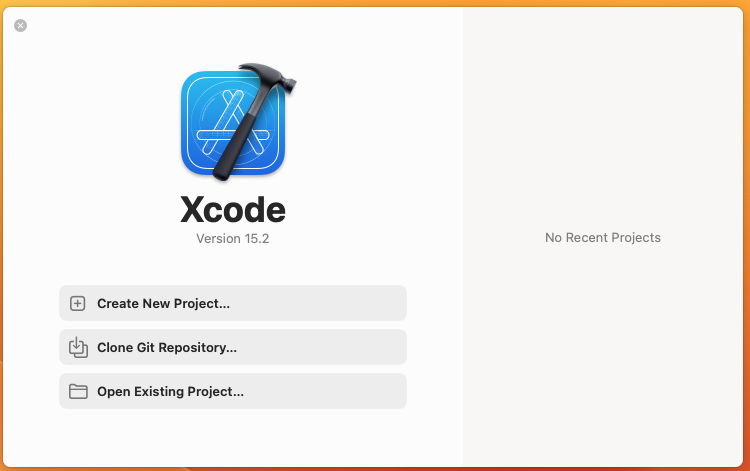 Xcode
Version 15.2
Create New Project...
Clone Git Repository...
Open Existing Project...
No Recent Projects